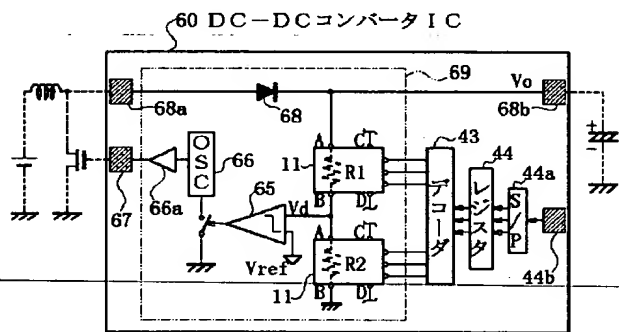 60 DC－DCコンバータIC
69
Vo
68a
68
68b
OSC
A
CT
43
44
44a
11
R1
66
デコーダ
レジスタ
S/P
67
66a
65
B
DL
Vd
A
CT
44b
Vref
R2
11
B
DL